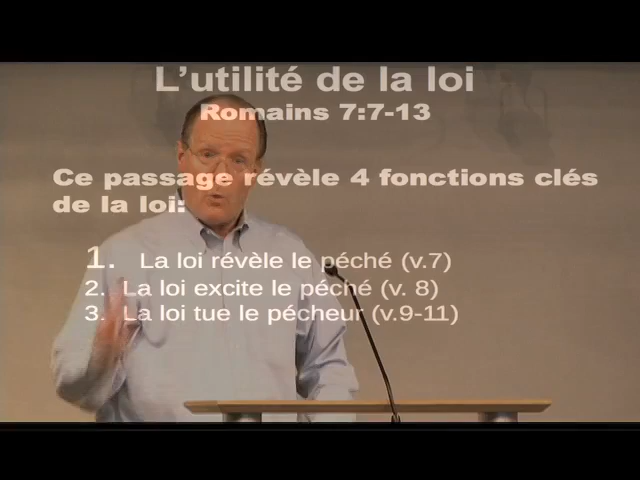 L'utilité de la loi
Romains 7:7-13
Ce passage révèle 4 fonctions clés
de la loi:
1. La loi révèle le péché (v.7)
2. La loi excite le péché (v. 8)
3. La loi tue le pécheur (v.9-11)